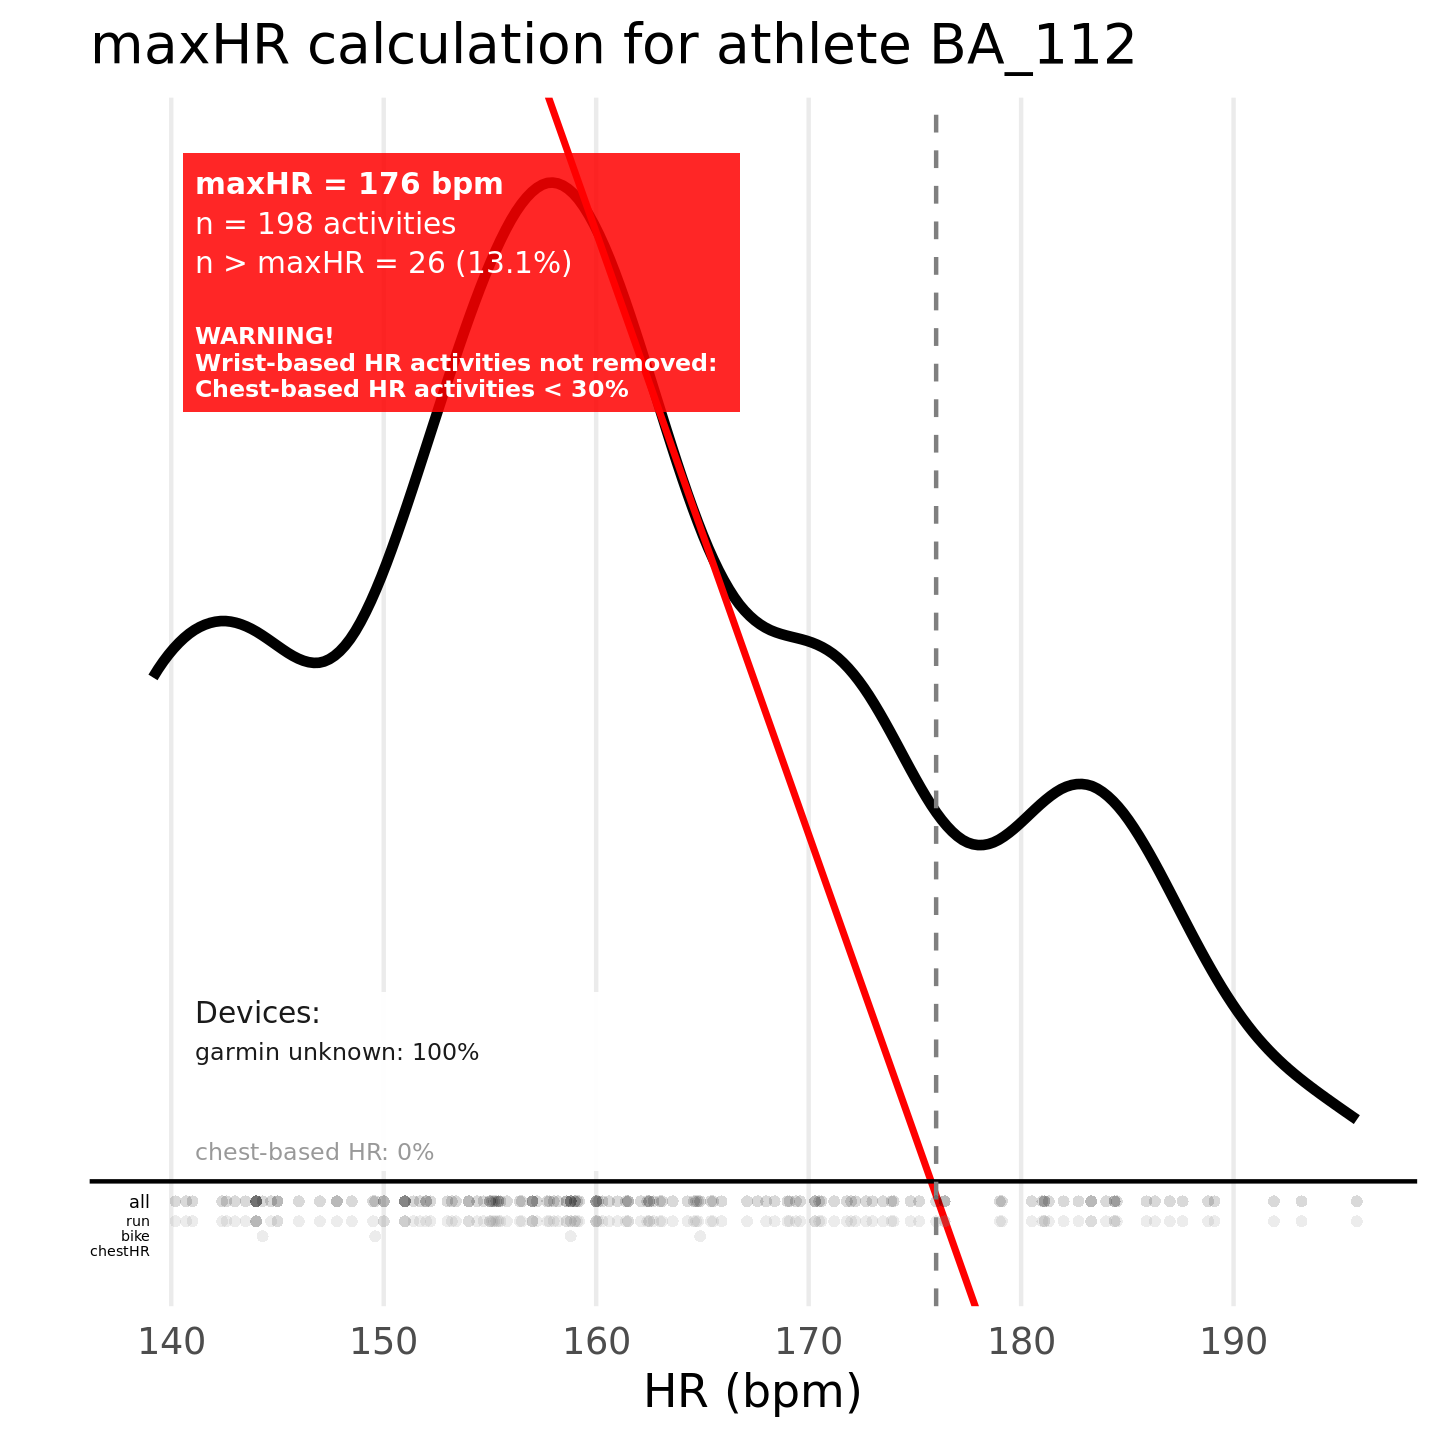 maxHR calculation for athlete BA_112
maxHR = 176 bpm
n = 198 activities
n > maxHR = 26 (13.1%)
WARNING!
Wrist-based HR activities not removed:
Chest-based HR activities < 30%
Devices:
garmin unknown: 100%
chest-based HR: 0%
all
run
bike
chestHR
140 150 160 170 180 190
HR (bpm)